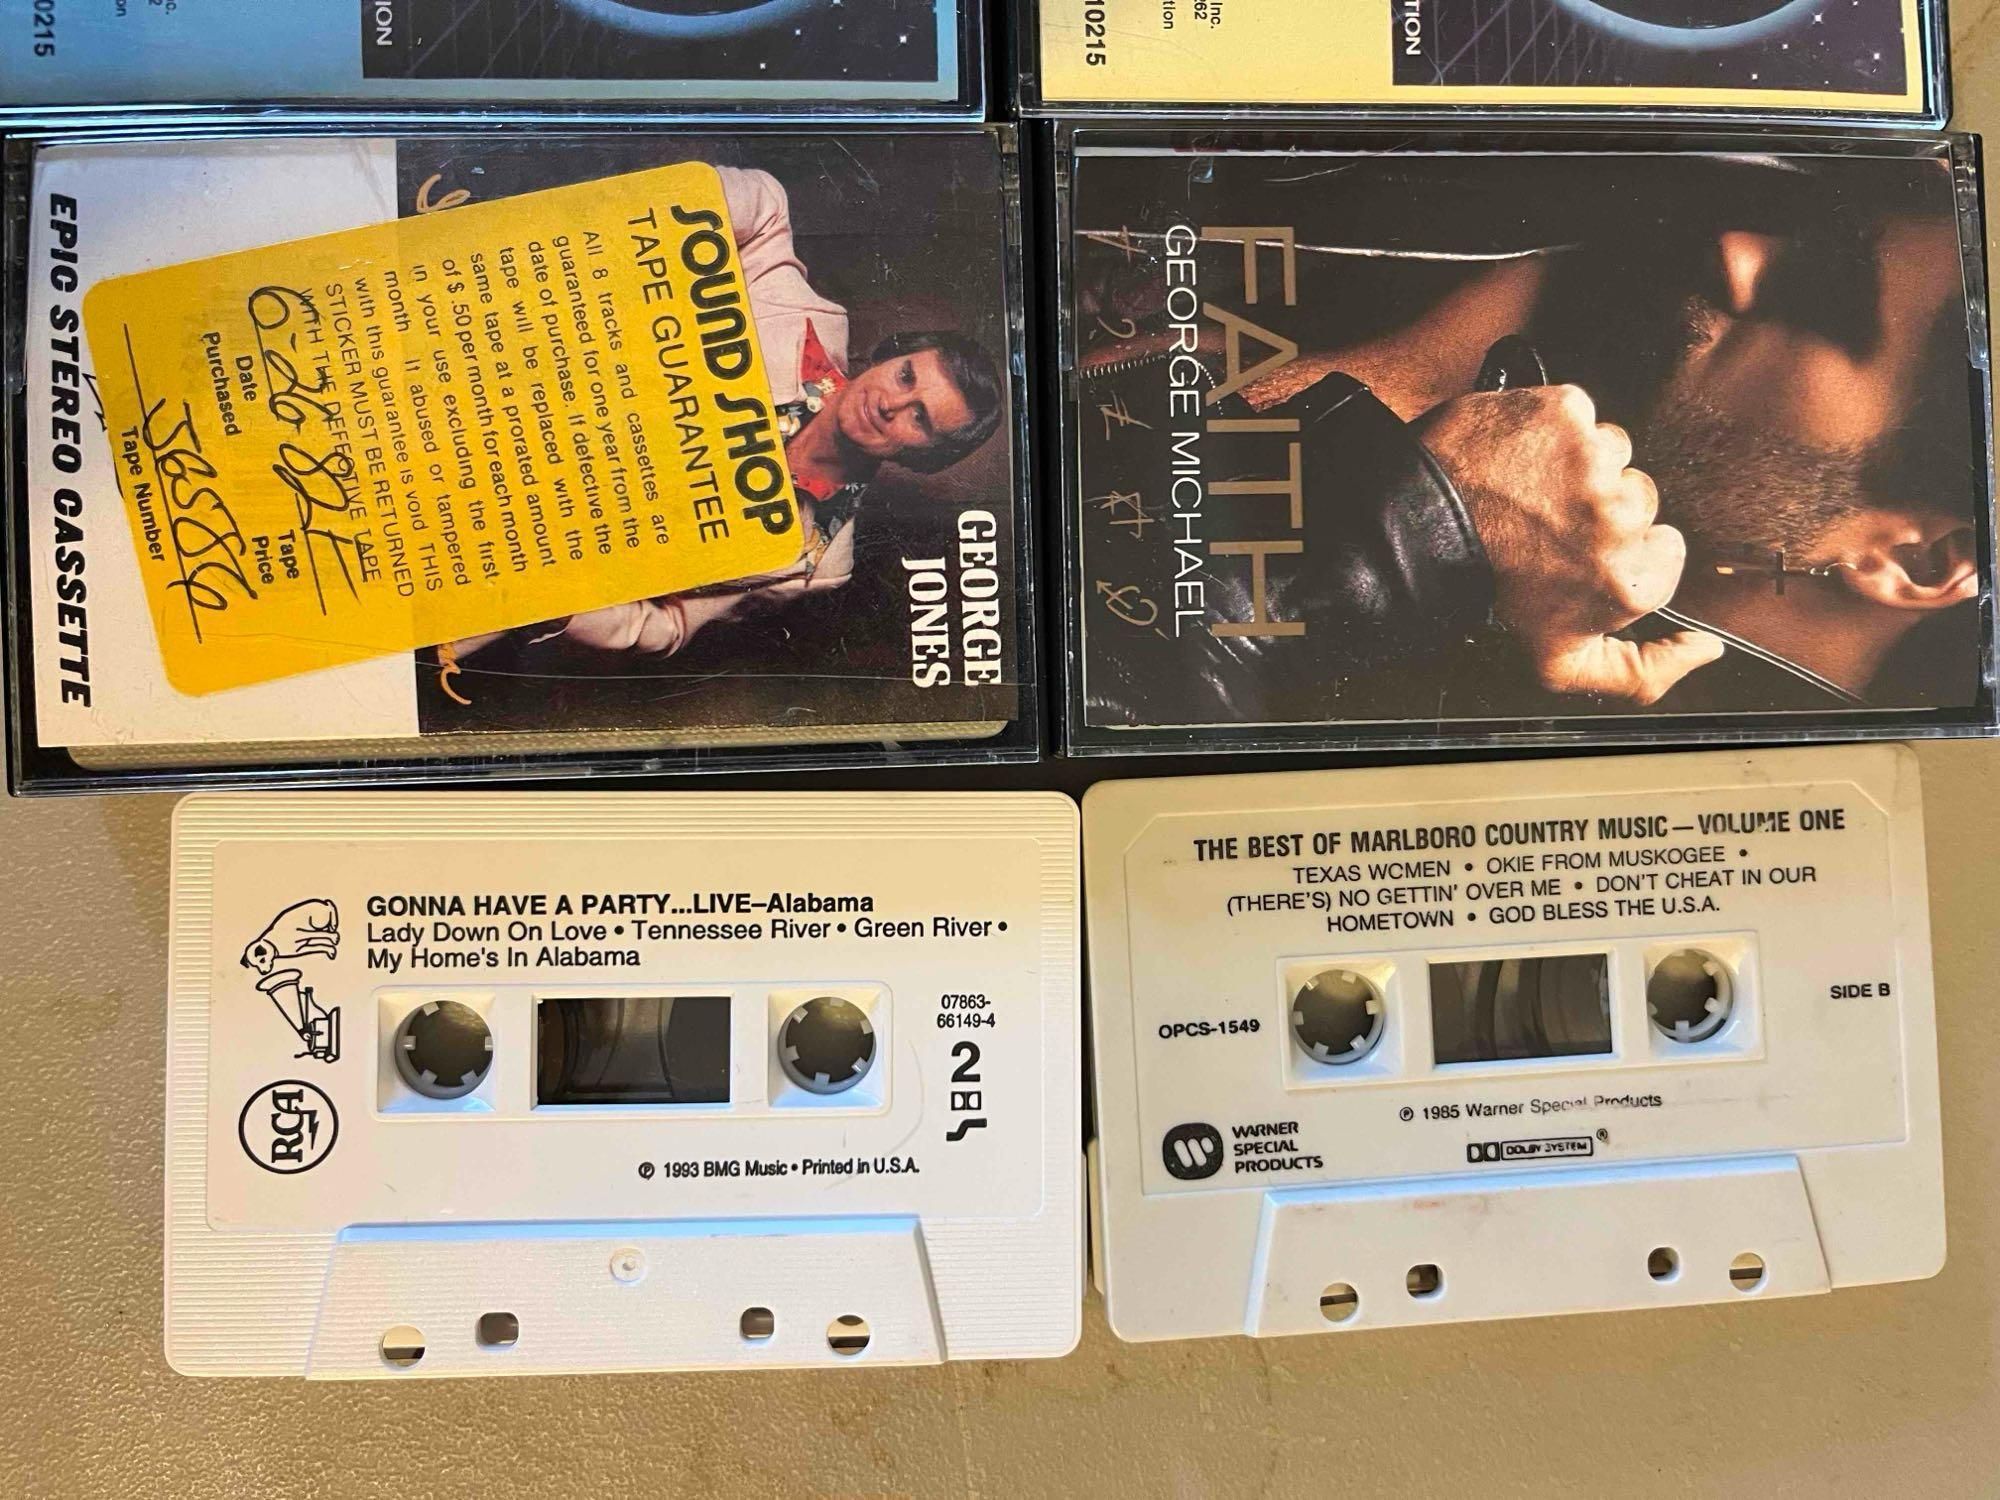 10215
ION
Inc.
262
tion
10215
TION
EPIC STEREO CASSETTE
GEORGE
JONES
SOUND SHOP
TAPE GUARANTEE
All 8 tracks and cassettes are
guaranteed for one year from the
date of purchase. If defective the
tape will be replaced with the
same tape at a prorated amount
of $.50 per month for each month
in your use excluding the first
month It abused or tampered
with this guarantee is void THIS
STICKER MUST BE RETURNED
WITH THE DEFECTIVE TAPE
Date
Purchased
Tape
Price
Tape Number
FAITH
GEORGE MICHAEL
GONNA HAVE A PARTY...LIVE–Alabama
Lady Down On Love • Tennessee River • Green River •
My Home's In Alabama
07863-
66149-4
2
RCA
℗ 1993 BMG Music • Printed in U.S.A.
THE BEST OF MARLBORO COUNTRY MUSIC — VOLUME ONE
TEXAS WOMEN • OKIE FROM MUSKOGEE •
(THERE'S) NO GETTIN' OVER ME • DON'T CHEAT IN OUR
HOMETOWN • GOD BLESS THE U.S.A.
SIDE B
OPCS-1549
℗ 1985 Warner Special Products
WARNER
SPECIAL
PRODUCTS
DOLBY SYSTEM ®